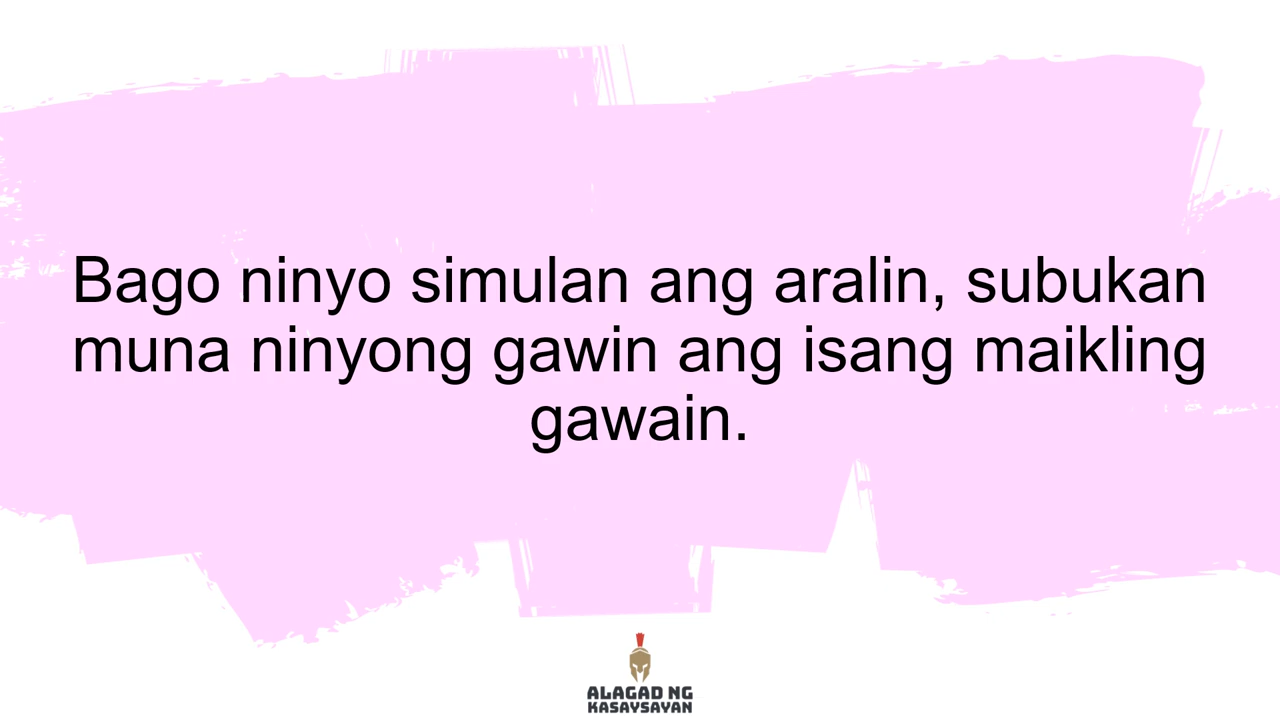 Bago ninyo simulan ang aralin, subukan
muna ninyong gawin ang isang maikling
gawain.
ALAGAD NG
KASAYSAYAN